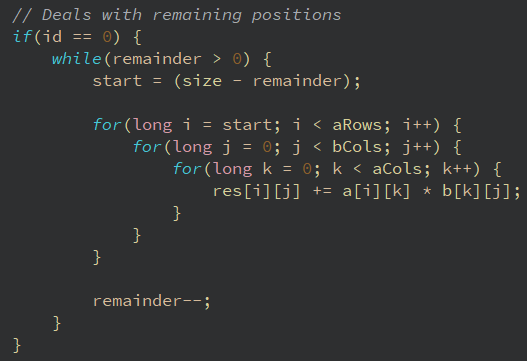 // Deals with remaining positions
if(id == 0) {
    while(remainder > 0) {
        start = (size - remainder);

        for(long i = start; i < aRows; i++) {
            for(long j = 0; j < bCols; j++) {
                for(long k = 0; k < aCols; k++) {
                    res[i][j] += a[i][k] * b[k][j];
                }
            }
        }

        remainder--;
    }
}